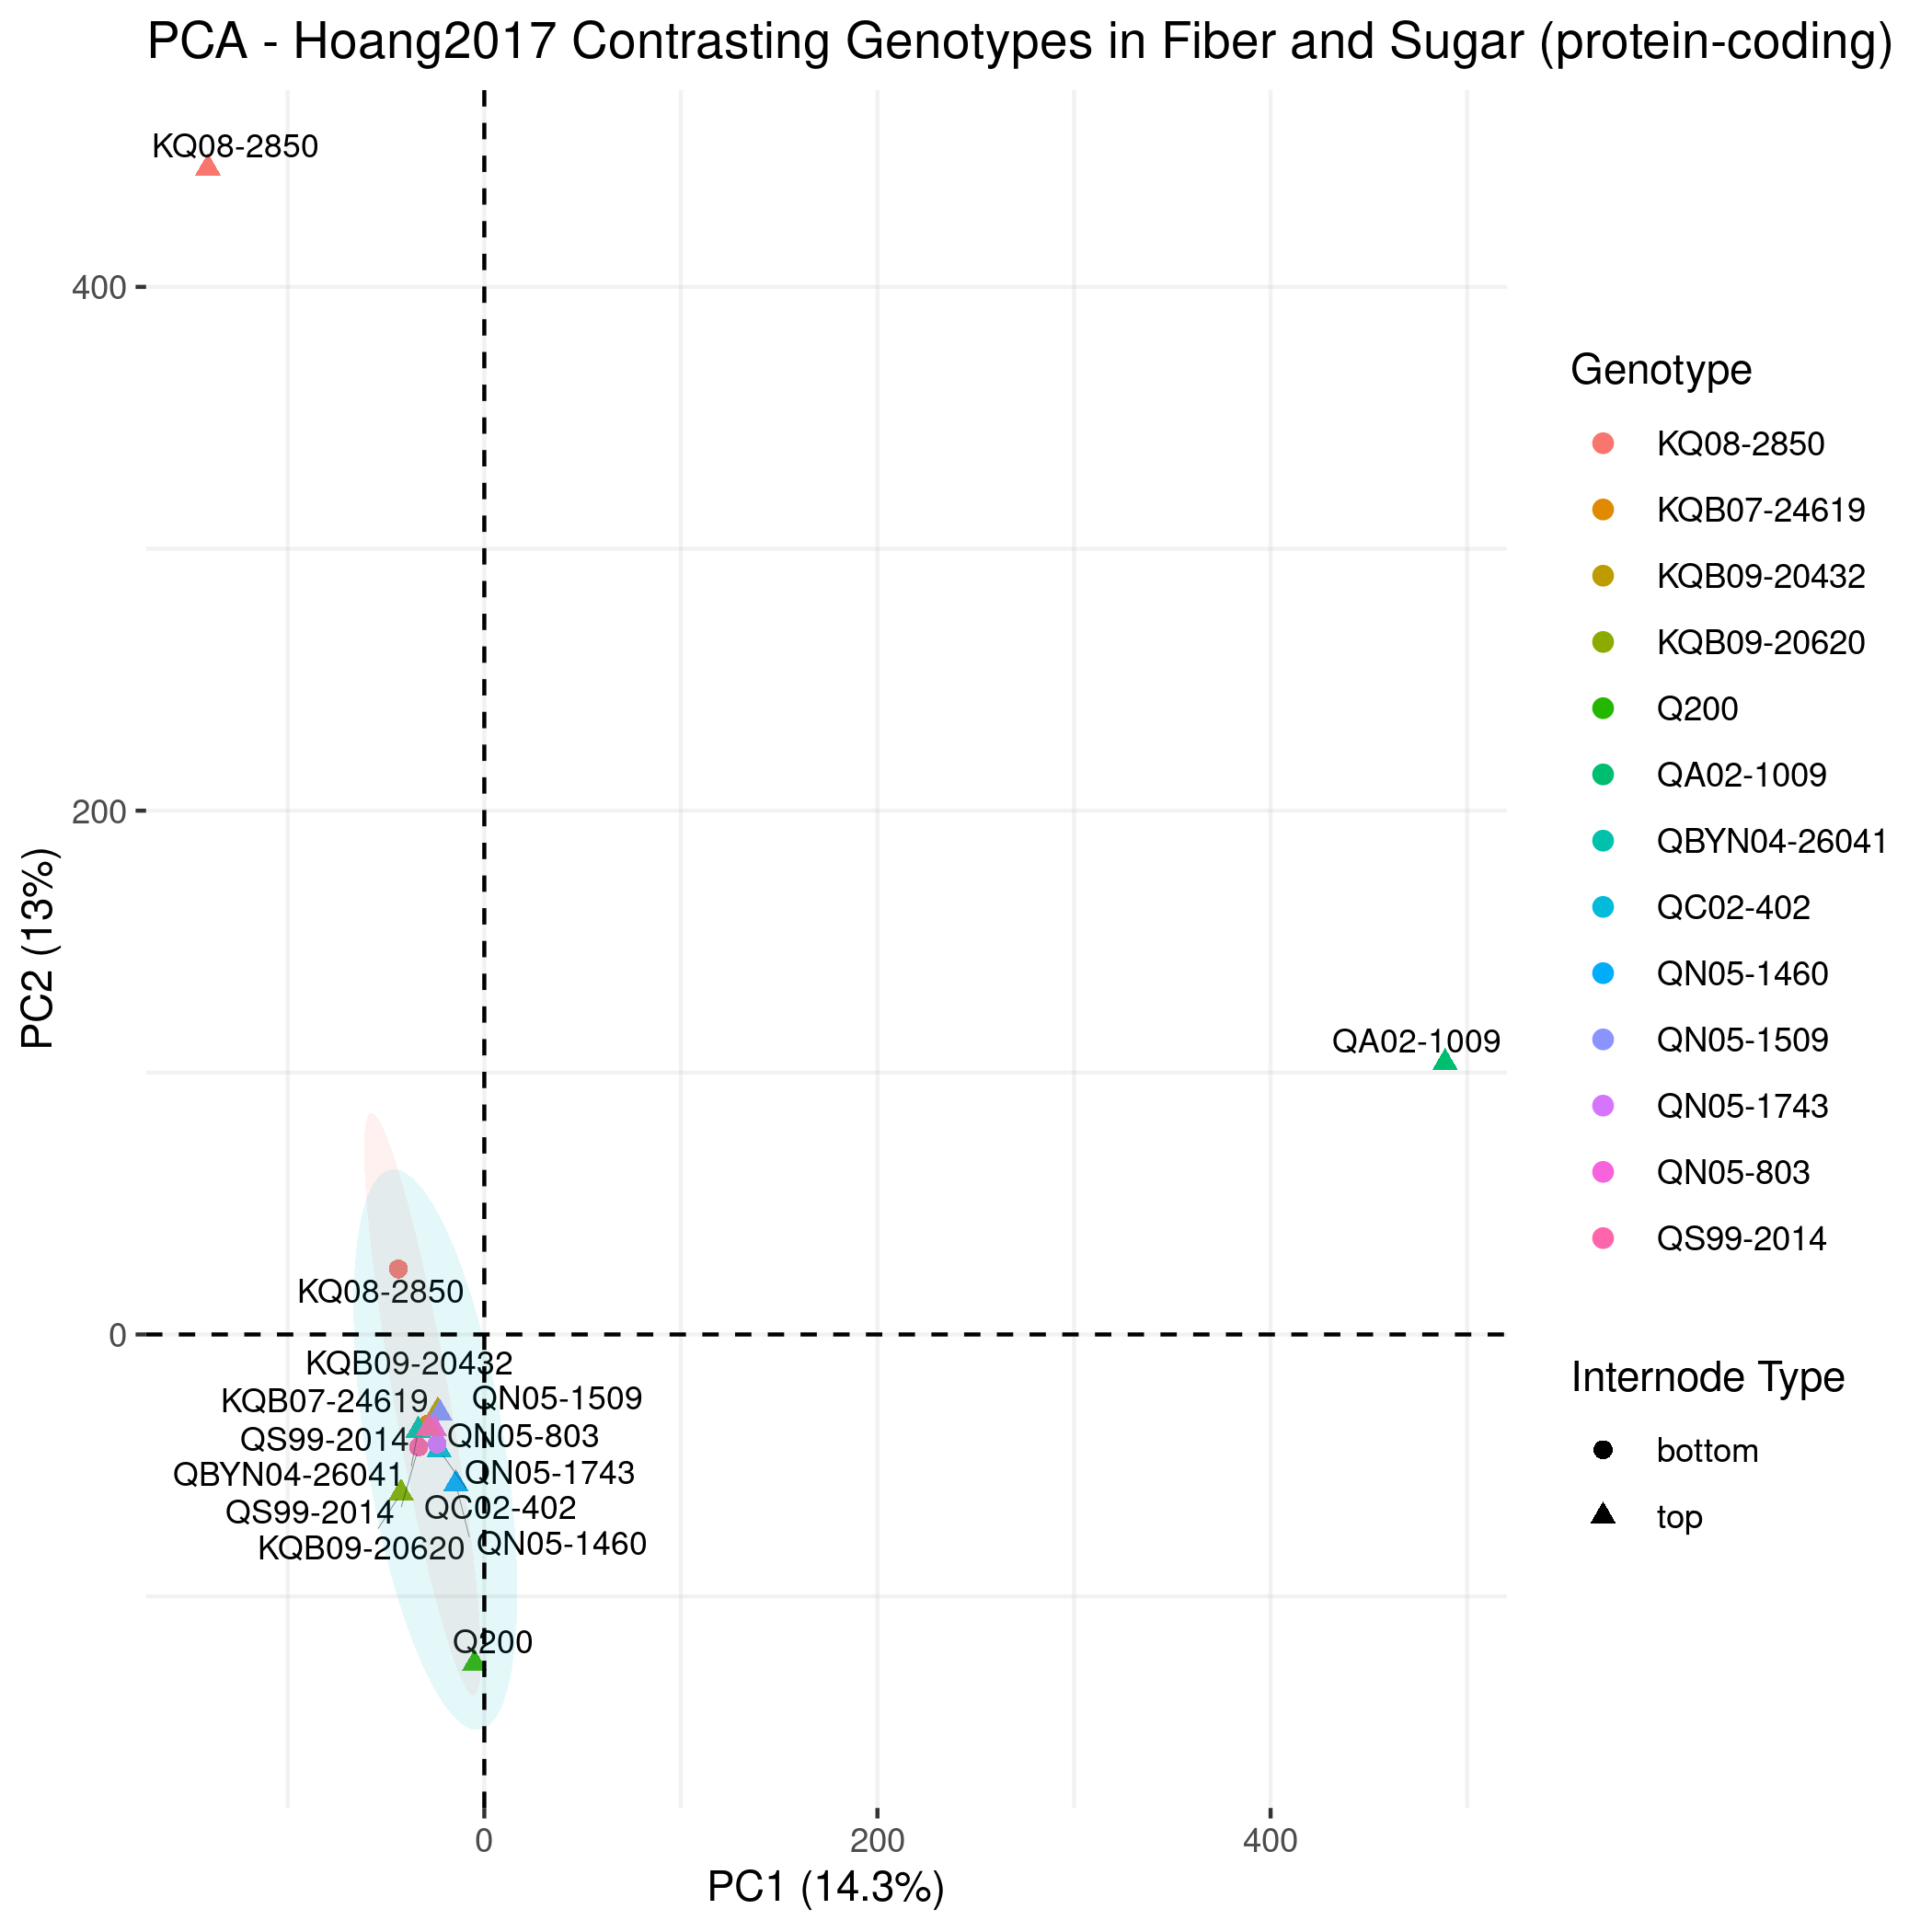 PCA - Hoang2017 Contrasting Genotypes in Fiber and Sugar (protein-coding)
KQ08-2850
400
200
0
PC2 (13%)
QA02-1009
KQ08-2850
KQB09-20432
KQB07-24619
QN05-1509
QS99-2014
QN05-803
QBYN04-26041
QN05-1743
QS99-2014
QC02-402
KQB09-20620
QN05-1460
Q200
0
200
400
PC1 (14.3%)
Genotype
KQ08-2850
KQB07-24619
KQB09-20432
KQB09-20620
Q200
QA02-1009
QBYN04-26041
QC02-402
QN05-1460
QN05-1509
QN05-1743
QN05-803
QS99-2014
Internode Type
bottom
top